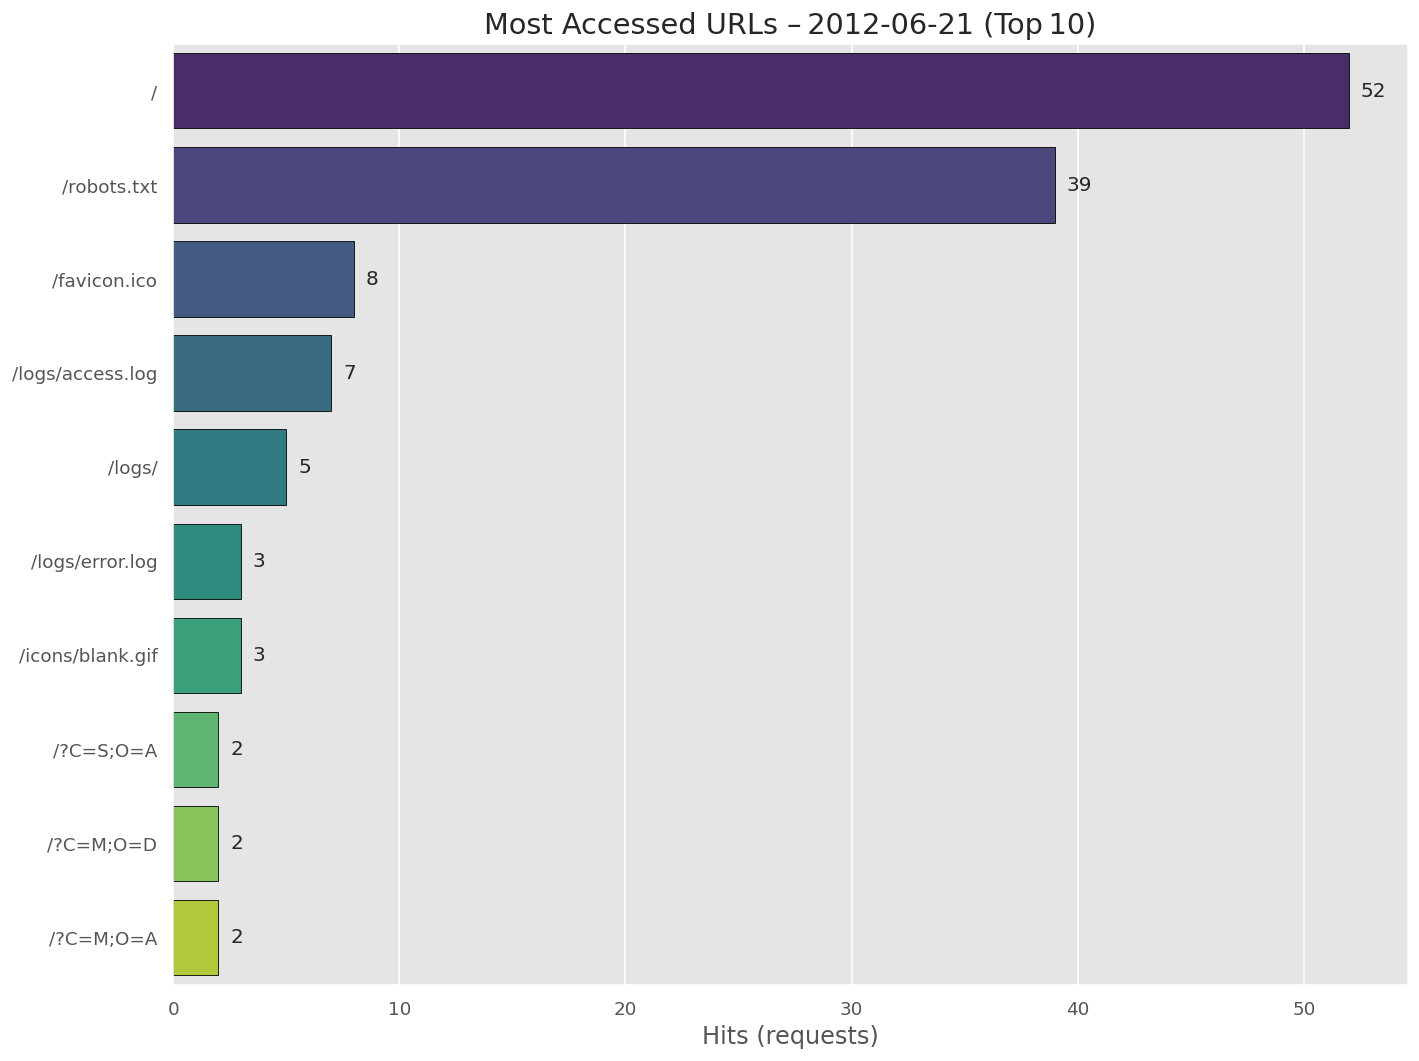 Most Accessed URLs – 2012-06-21 (Top 10)
/ 52
/robots.txt 39
/favicon.ico 8
/logs/access.log 7
/logs/ 5
/logs/error.log 3
/icons/blank.gif 3
/?C=S;O=A 2
/?C=M;O=D 2
/?C=M;O=A 2
0 10 20 30 40 50
Hits (requests)